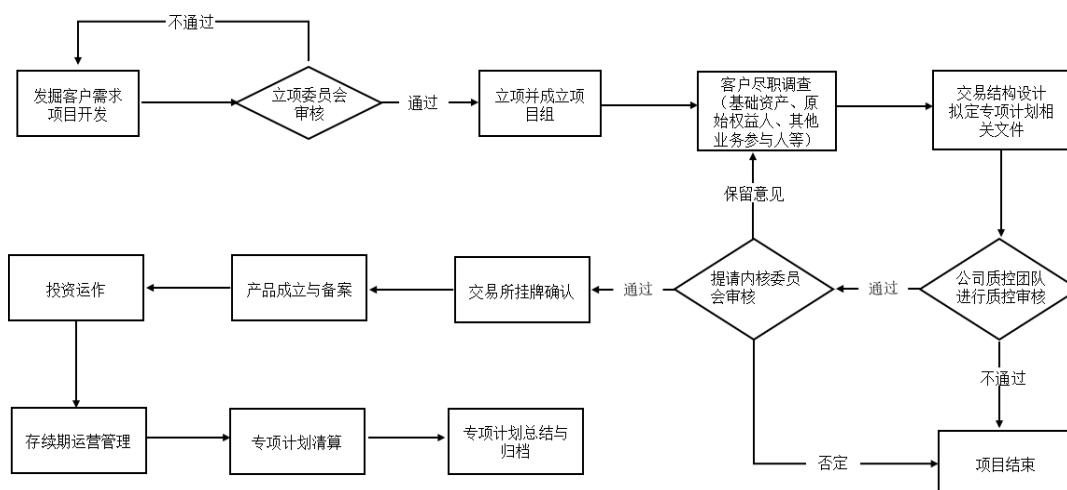 不通过
发掘客户需求
项目开发
立项委员会
审核
通过
立项并成立项
目组
客户尽职调查
（基础资产、原
始权益人、其他
业务参与人等）
交易结构设计
拟定专项计划相
关文件
保留意见
投资运作
产品成立与备案
交易所挂牌确认
通过
提请内核委员
会审核
通过
公司质控团队
进行质控审核
不通过
存续期运营管理
专项计划清算
专项计划总结与
归档
否定
项目结束